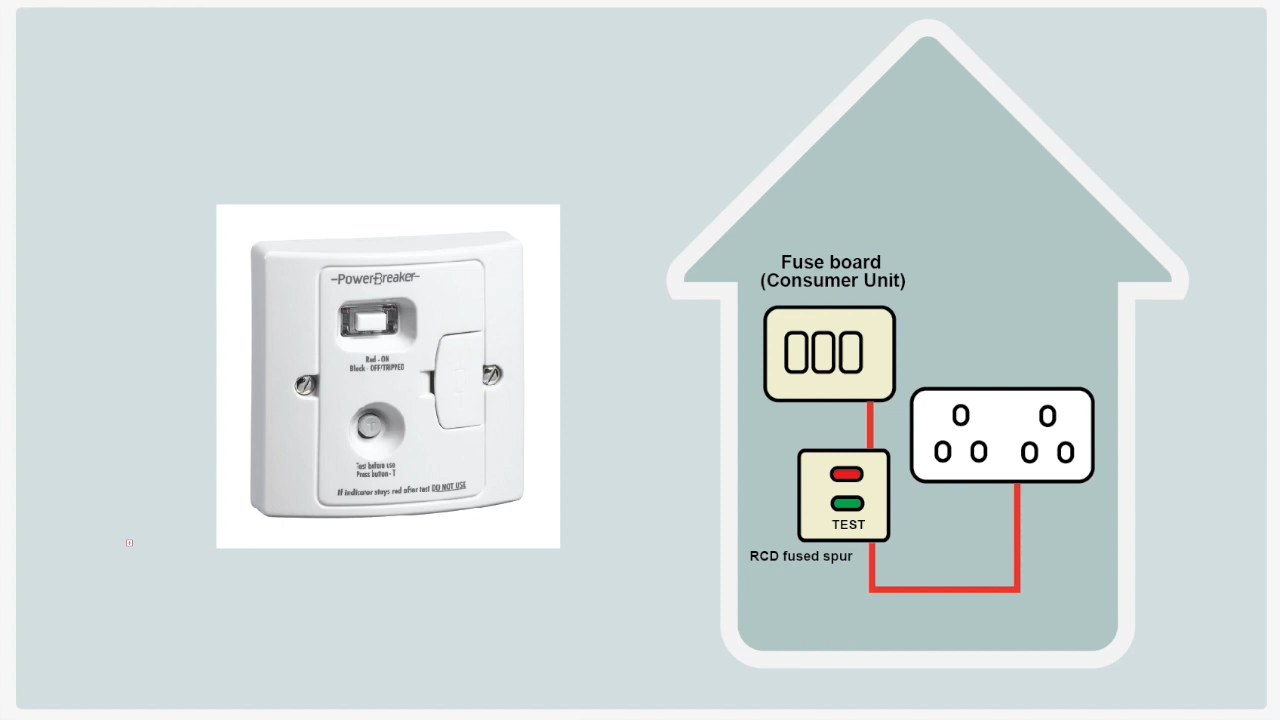 PowerBreaker
Red - ON
Black - OFF/TRIPPED
T
Test before use
Press button - T
If indicator stays red after test DO NOT USE
Fuse board
(Consumer Unit)
TEST
RCD fused spur